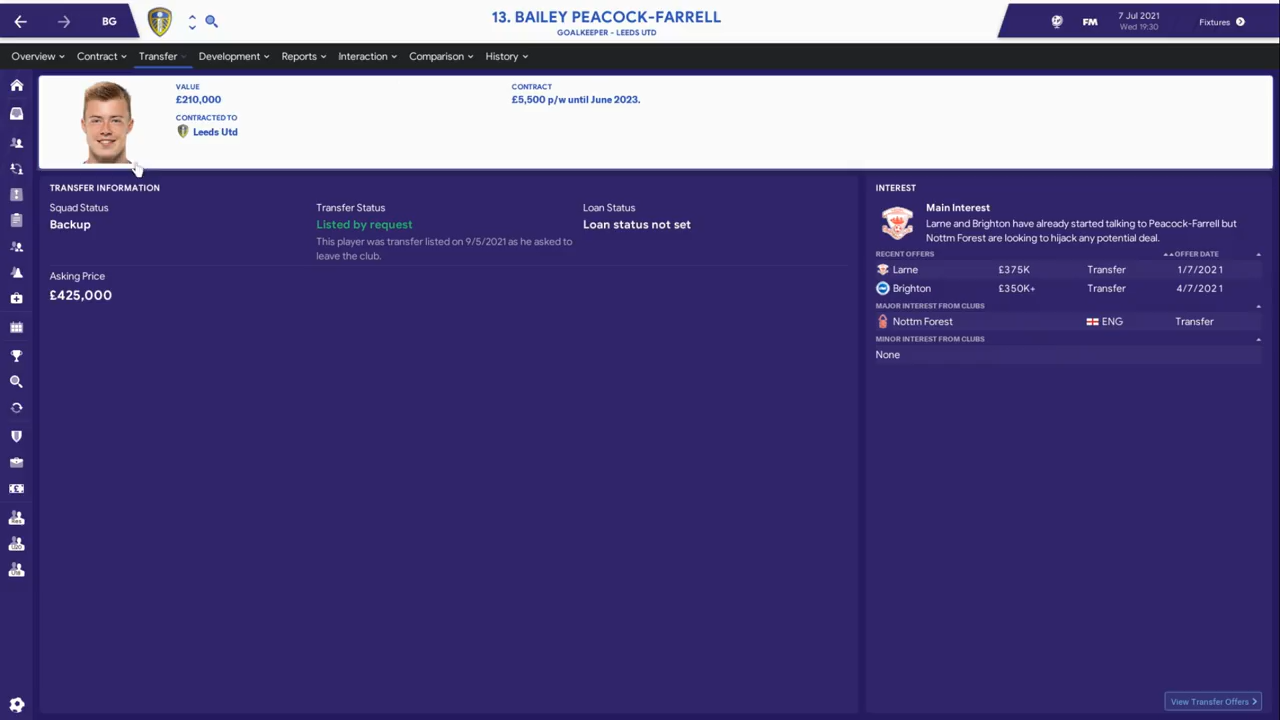 BG
13. BAILEY PEACOCK-FARRELL
GOALKEEPER - LEEDS UTD
FM
7 Jul 2021
Wed 19:30
Fixtures
Overview
Contract
Transfer
Development
Reports
Interaction
Comparison
History
VALUE
£210,000
CONTRACTED TO
Leeds Utd
CONTRACT
£5,500 p/w until June 2023.
TRANSFER INFORMATION
Squad Status
Backup
Transfer Status
Listed by request
This player was transfer listed on 9/5/2021 as he asked to
leave the club.
Loan Status
Loan status not set
Asking Price
£425,000
INTEREST
Main Interest
Larne and Brighton have already started talking to Peacock-Farrell but
Nottm Forest are looking to hijack any potential deal.
RECENT OFFERS OFFER DATE
Larne £375K Transfer 1/7/2021
Brighton £350K+ Transfer 4/7/2021
MAJOR INTEREST FROM CLUBS
Nottm Forest ENG Transfer
MINOR INTEREST FROM CLUBS
None
View Transfer Offers